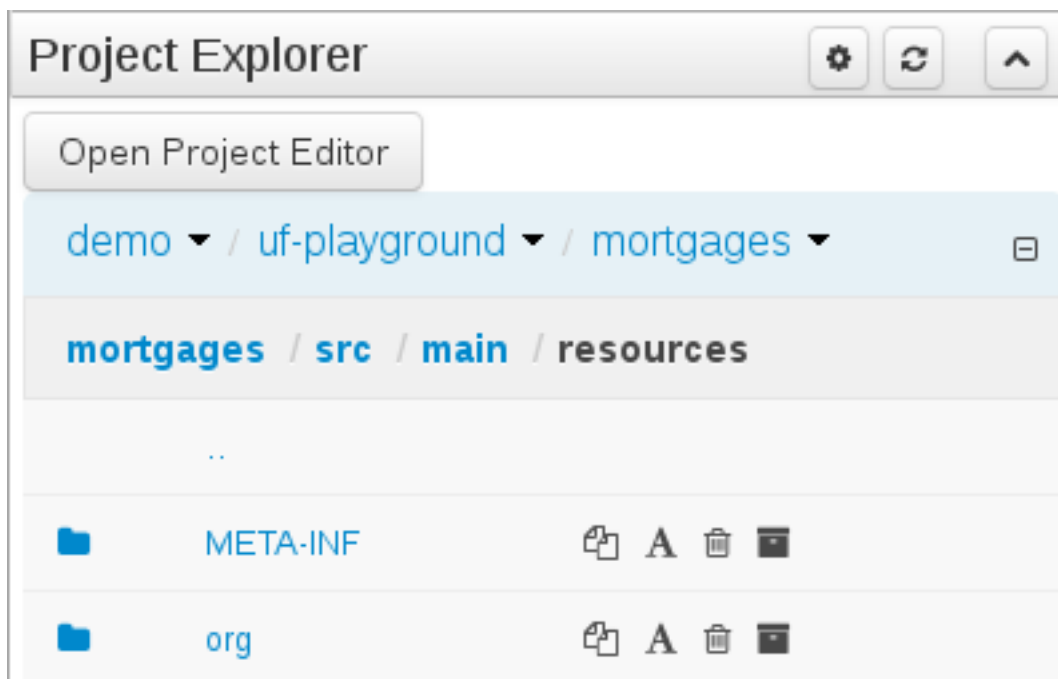 Project Explorer
Open Project Editor
demo / uf-playground / mortgages
mortgages / src / main / resources
..
META-INF
org